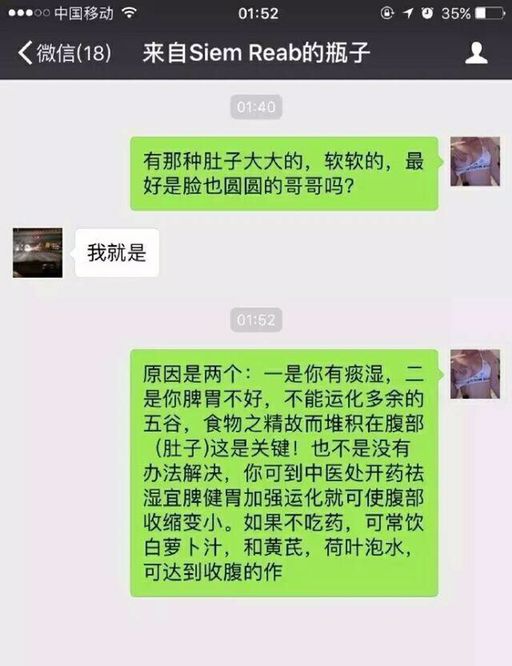 中国移动 01:52 35%
微信(18) 来自Siem Reab的瓶子
01:40
有那种肚子大大的，软软的，最
好是脸也圆圆的哥哥吗？
我就是
01:52
原因是两个：一是你有痰湿，二
是你脾胃不好，不能运化多余的
五谷，食物之精故而堆积在腹部
(肚子)这是关键！也不是没有
办法解决，你可到中医处开药祛
湿宜脾健胃加强运化就可使腹部
收缩变小。如果不吃药，可常饮
白萝卜汁，和黄芪，荷叶泡水，
可达到收腹的作